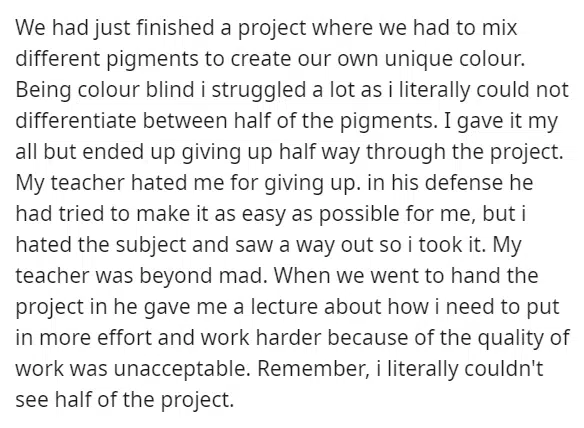 We had just finished a project where we had to mix
different pigments to create our own unique colour.
Being colour blind i struggled a lot as i literally could not
differentiate between half of the pigments. I gave it my
all but ended up giving up half way through the project.
My teacher hated me for giving up. in his defense he
had tried to make it as easy as possible for me, but i
hated the subject and saw a way out so i took it. My
teacher was beyond mad. When we went to hand the
project in he gave me a lecture about how i need to put
in more effort and work harder because of the quality of
work was unacceptable. Remember, i literally couldn't
see half of the project.